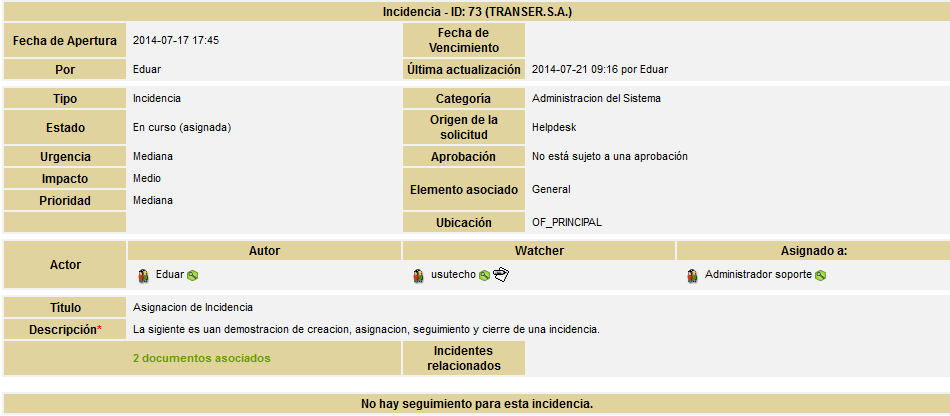 Incidencia - ID: 73 (TRANSER.S.A.)
Fecha de Apertura 2014-07-17 17:45 Fecha de
Vencimiento
Por Eduar Última actualización 2014-07-21 09:16 por Eduar
Tipo Incidencia Categoría Administracion del Sistema
Estado En curso (asignada) Origen de la
solicitud Helpdesk
Urgencia Mediana Aprobación No está sujeto a una aprobación
Impacto Medio Elemento asociado General
Prioridad Mediana
Ubicación OF_PRINCIPAL
Actor Autor Watcher Asignado a:
Eduar usutecho Administrador soporte
Título Asignacion de Incidencia
Descripción* La sigiente es uan demostracion de creacion, asignacion, seguimiento y cierre de una incidencia.
2 documentos asociados Incidentes
relacionados
No hay seguimiento para esta incidencia.